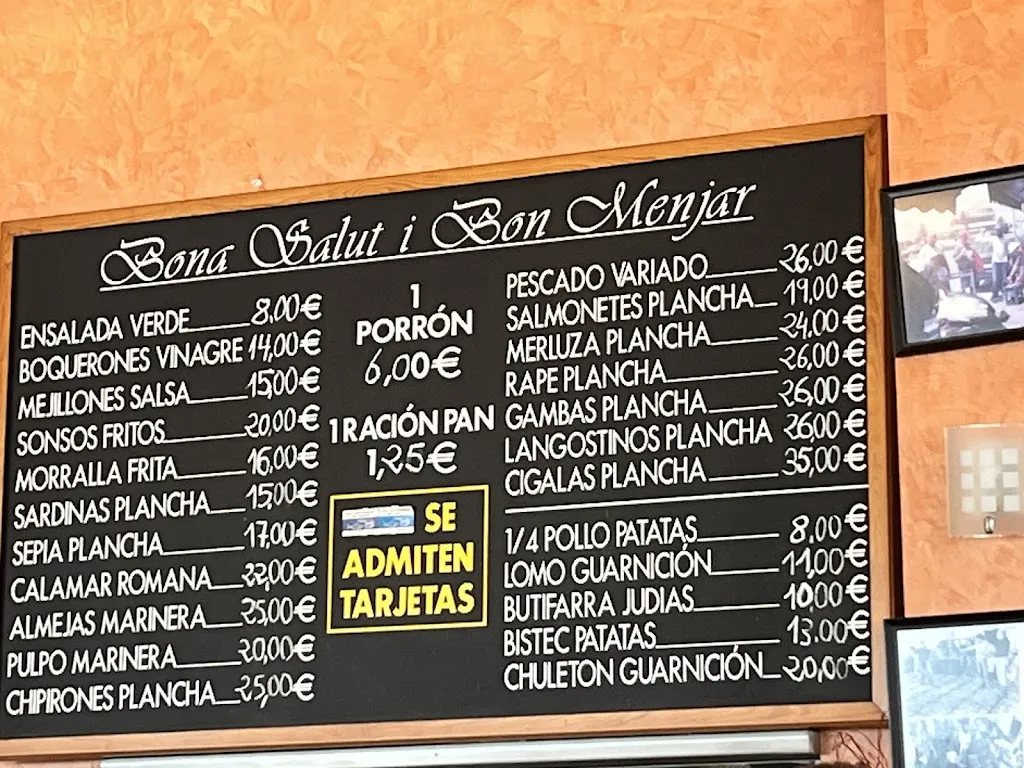 Bona Salut i Bon Menjar
ENSALADA VERDE 8,00€
BOQUERONES VINAGRE 14,00€
MEJILLONES SALSA 15,00€
SONSOS FRITOS 20,00€
MORRALLA FRITA 16,00€
SARDINAS PLANCHA 15,00€
SEPIA PLANCHA 17,00€
CALAMAR ROMANA 22,00€
ALMEJAS MARINERA 25,00€
PULPO MARINERA 20,00€
CHIPIRONES PLANCHA 25,00€
1
PORRÓN
6,00€
1 RACIÓN PAN
1,25€
SE
ADMITEN
TARJETAS
PESCADO VARIADO 26,00€
SALMONETES PLANCHA 19,00€
MERLUZA PLANCHA 24,00€
RAPE PLANCHA 26,00€
GAMBAS PLANCHA 26,00€
LANGOSTINOS PLANCHA 26,00€
CIGALAS PLANCHA 35,00€
1/4 POLLO PATATAS 8,00€
LOMO GUARNICIÓN 11,00€
BUTIFARRA JUDIAS 10,00€
BISTEC PATATAS 13.00€
CHULETON GUARNICIÓN 20,00€